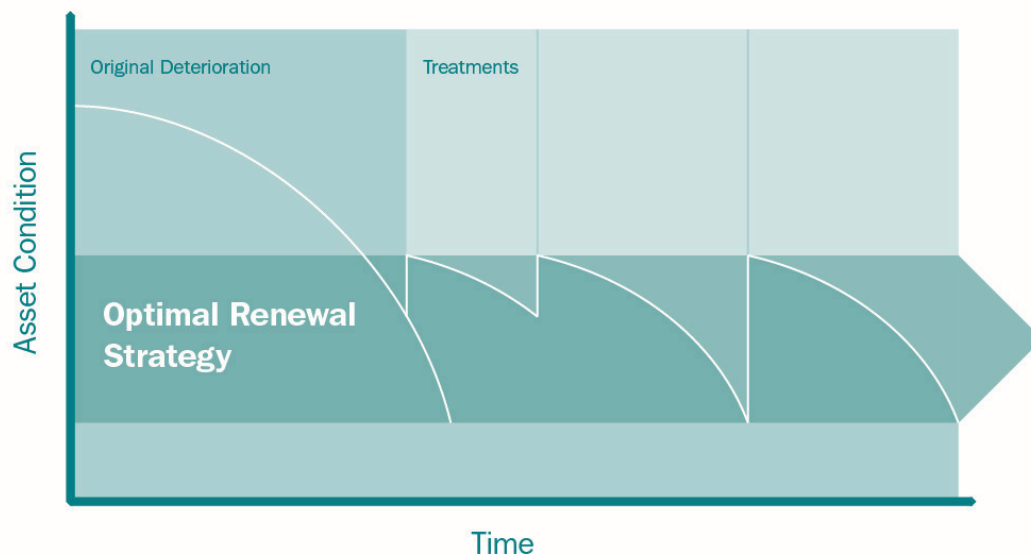 Original Deterioration
Treatments
Asset Condition
Optimal Renewal
Strategy
Time